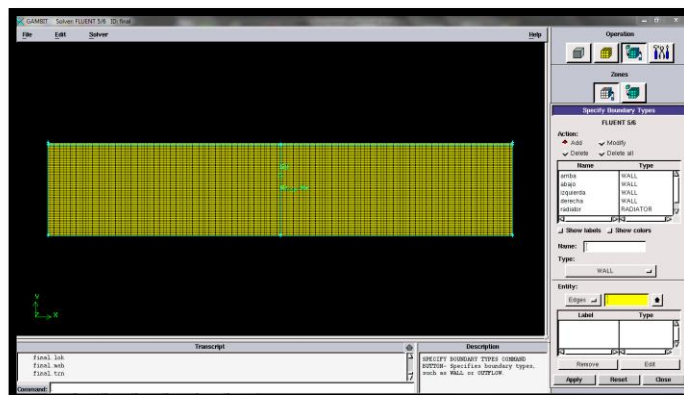 GAMBIT Solver: FLUENT 5/6 ID: final
File Edit Solver Help
Operation
Zones
Specify Boundary Types
FLUENT 5/6
Action:
Add Modify
Delete Delete all
Name Type
arriba WALL
abajo WALL
izquierda WALL
derecha WALL
radiador RADIATOR
Show labels Show colors
Name:
Type:
WALL
Entity:
Edges
Label Type
Remove Edit
Apply Reset Close
Y
Z X
Transcript
final.lok
final.msh
final.trn
Command:
Description
SPECIFY BOUNDARY TYPES COMMAND
BUTTON- Specifies boundary types,
such as WALL or OUTFLOW.